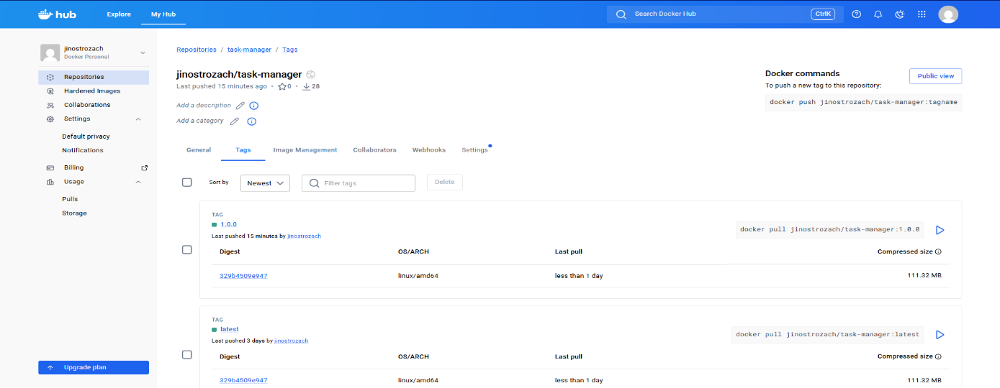 hub Explore My Hub Search Docker Hub CtrlK
jinostrozach
Docker Personal
Repositories
Hardened Images
Collaborations
Settings
Default privacy
Notifications
Billing
Usage
Pulls
Storage
Upgrade plan
Repositories / task-manager / Tags
jinostrozach/task-manager
Last pushed 15 minutes ago · 0 · 28
Add a description
Add a category
Docker commands
Public view
To push a new tag to this repository:
docker push jinostrozach/task-manager:tagname
General Tags Image Management Collaborators Webhooks Settings
Sort by Newest Filter tags Delete
TAG
1.0.0
Last pushed 15 minutes by jinostrozach
docker pull jinostrozach/task-manager:1.0.0
Digest OS/ARCH Last pull Compressed size
329b4509e947 linux/amd64 less than 1 day 111.32 MB
TAG
latest
Last pushed 3 days by jinostrozach
docker pull jinostrozach/task-manager:latest
Digest OS/ARCH Last pull Compressed size
329b4509e947 linux/amd64 less than 1 day 111.32 MB